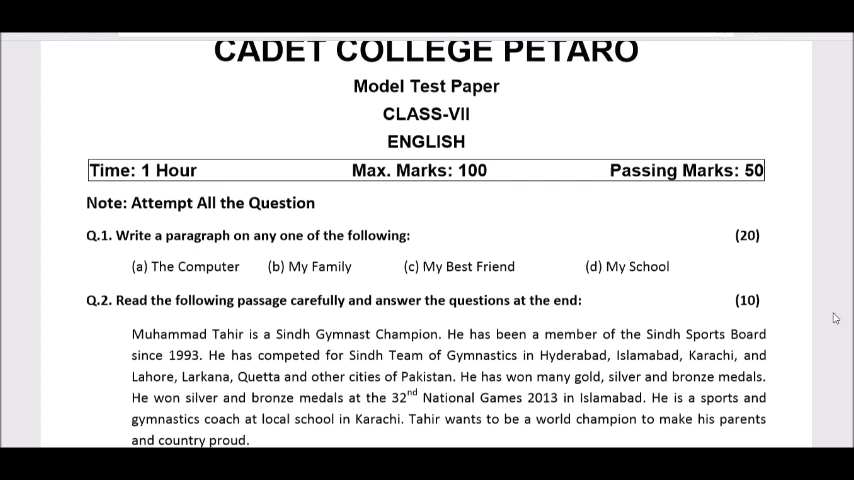 CADET COLLEGE PETARO
Model Test Paper
CLASS-VII
ENGLISH
Time: 1 Hour Max. Marks: 100 Passing Marks: 50
Note: Attempt All the Question
Q.1. Write a paragraph on any one of the following: (20)
(a) The Computer (b) My Family (c) My Best Friend (d) My School
Q.2. Read the following passage carefully and answer the questions at the end: (10)
Muhammad Tahir is a Sindh Gymnast Champion. He has been a member of the Sindh Sports Board
since 1993. He has competed for Sindh Team of Gymnastics in Hyderabad, Islamabad, Karachi, and
Lahore, Larkana, Quetta and other cities of Pakistan. He has won many gold, silver and bronze medals.
He won silver and bronze medals at the 32nd National Games 2013 in Islamabad. He is a sports and
gymnastics coach at local school in Karachi. Tahir wants to be a world champion to make his parents
and country proud.